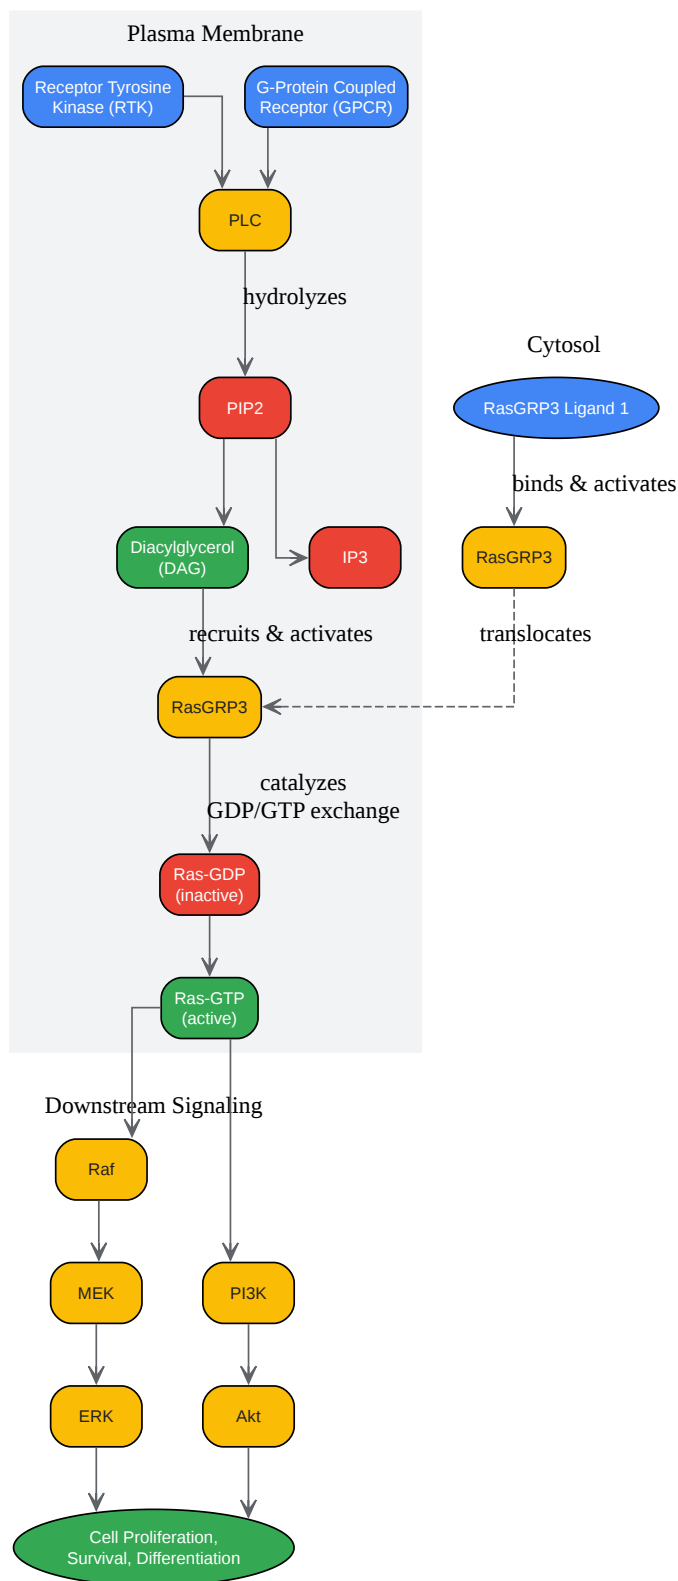 Plasma Membrane
Receptor Tyrosine
Kinase (RTK)
G-Protein Coupled
Receptor (GPCR)
PLC
hydrolyzes
Cytosol
PIP2
RasGRP3 Ligand 1
binds & activates
Diacylglycerol
(DAG)
IP3
RasGRP3
recruits & activates
translocates
RasGRP3
catalyzes
GDP/GTP exchange
Ras-GDP
(inactive)
Ras-GTP
(active)
Downstream Signaling
Raf
MEK
PI3K
ERK
Akt
Cell Proliferation,
Survival, Differentiation